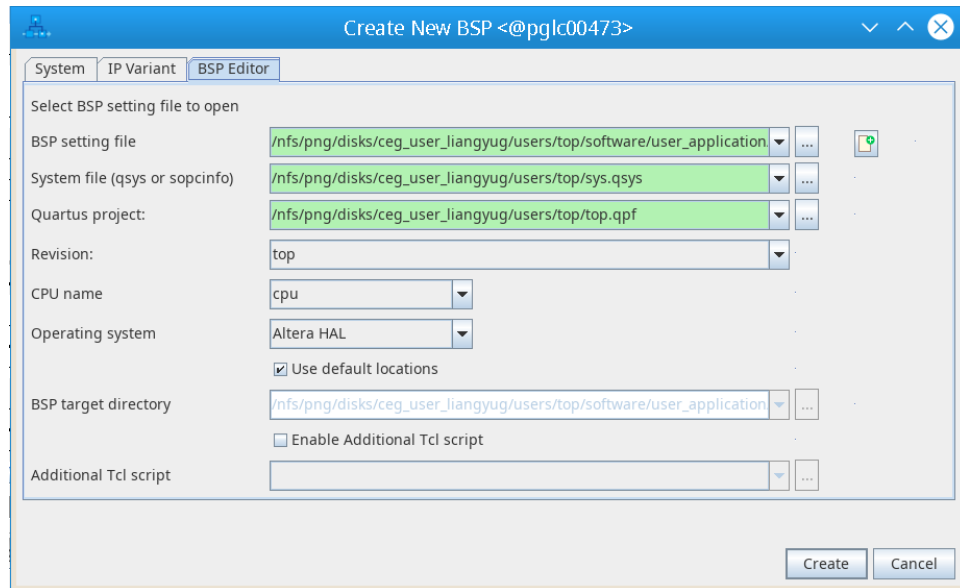 Create New BSP <@pglc00473>
System IP Variant BSP Editor
Select BSP setting file to open
BSP setting file /nfs/png/disks/ceg_user_liangyug/users/top/software/user_application. ...
System file (qsys or sopcinfo) /nfs/png/disks/ceg_user_liangyug/users/top/sys.qsys ...
Quartus project: /nfs/png/disks/ceg_user_liangyug/users/top/top.qpf ...
Revision: top
CPU name cpu
Operating system Altera HAL
Use default locations
BSP target directory /nfs/png/disks/ceg_user_liangyug/users/top/software/user_application. ...
Enable Additional Tcl script
Additional Tcl script ...
Create Cancel